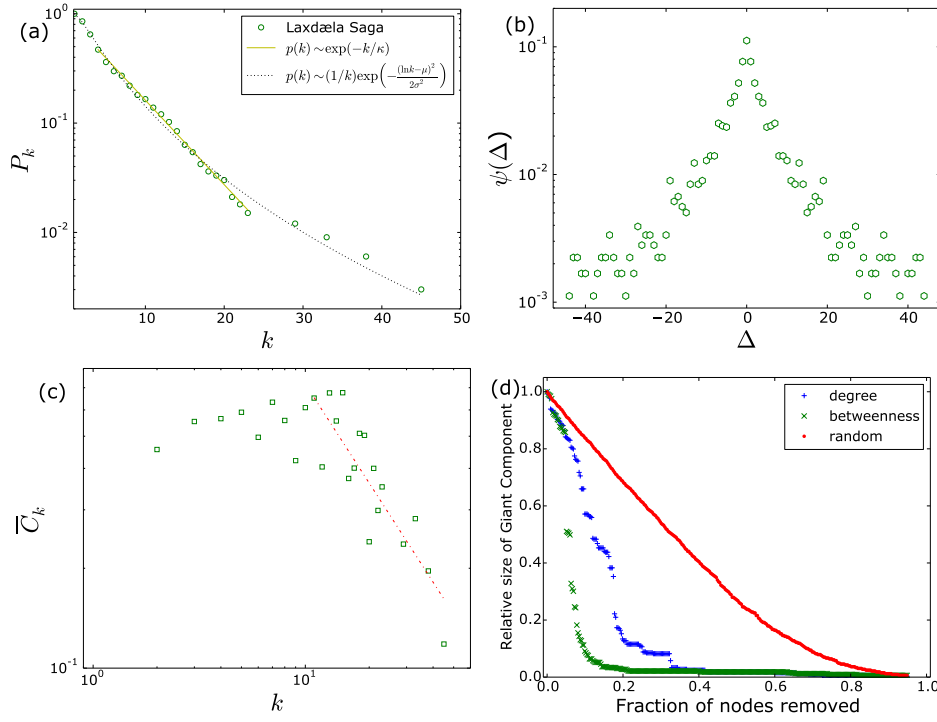 (a)
Laxdæla Saga
p(k) ∼ exp(−k/κ)
p(k) ∼ (1/k)exp(−(lnk−μ)²/2σ²)
10⁰
10⁻¹
10⁻²
P_k
10 20 30 40 50
k
(b)
10⁻¹
10⁻²
10⁻³
ψ(Δ)
−40 −20 0 20 40
Δ
(c)
10⁻¹
C̅_k
10⁰ 10¹
k
(d)
degree
betweenness
random
1.0
0.8
0.6
0.4
0.2
0.0
Relative size of Giant Component
0.0 0.2 0.4 0.6 0.8 1.0
Fraction of nodes removed